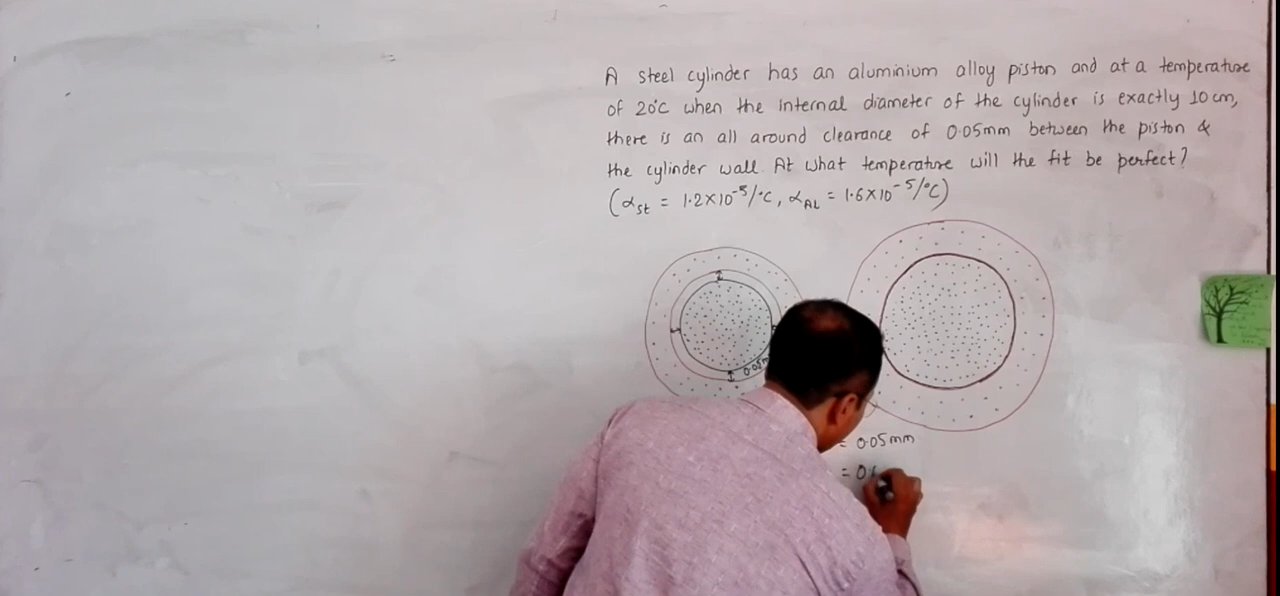 A steel cylinder has an aluminium alloy piston and at a temperature
of 20°C when the internal diameter of the cylinder is exactly 10 cm,
there is an all around clearance of 0.05mm between the piston &
the cylinder wall. At what temperature will the fit be perfect?
(αst = 1.2×10⁻⁵/°C, αAL = 1.6×10⁻⁵/°C)
= 0.05mm